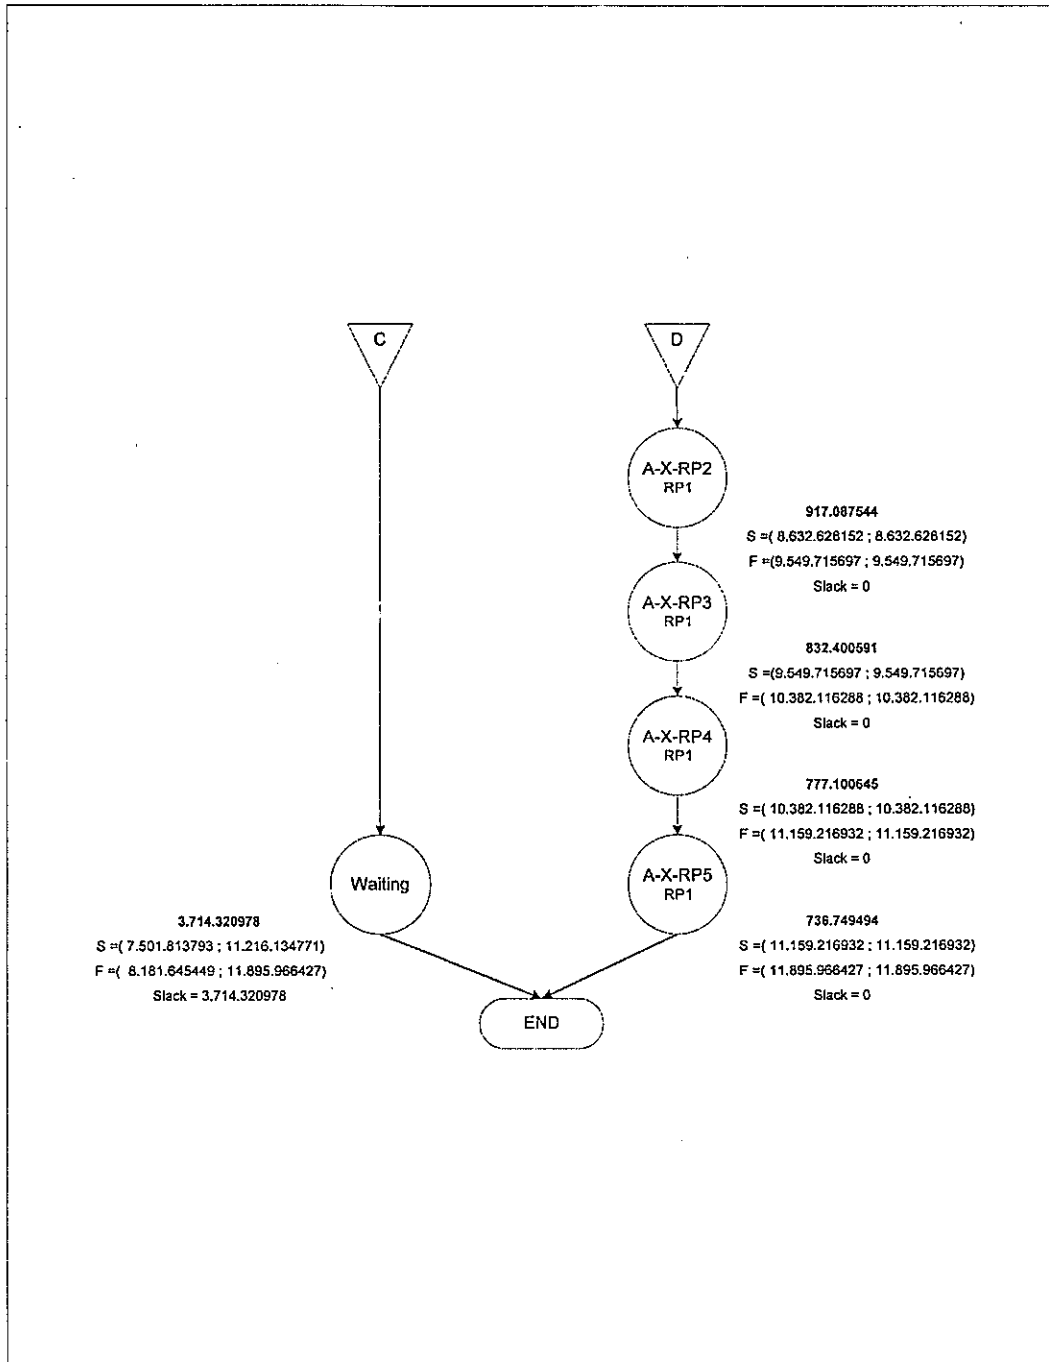 C
D
A-X-RP2
RP1
917.087544
S =( 8.632.628152 ; 8.632.628152)
F =(9.549.715697 ; 9.549.715697)
Slack = 0
A-X-RP3
RP1
832.400591
S =(9.549.715697 ; 9.549.715697)
F =( 10.382.116288 ; 10.382.116288)
Slack = 0
A-X-RP4
RP1
777.100645
S =( 10.382.116288 ; 10.382.116288)
F =( 11.159.216932 ; 11.159.216932)
Slack = 0
Waiting
3.714.320978
S =( 7.501.813793 ; 11.216.134771)
F =( 8.181.645449 ; 11.895.966427)
Slack = 3.714.320978
A-X-RP5
RP1
736.749494
S =( 11.159.216932 ; 11.159.216932)
F =( 11.895.966427 ; 11.895.966427)
Slack = 0
END